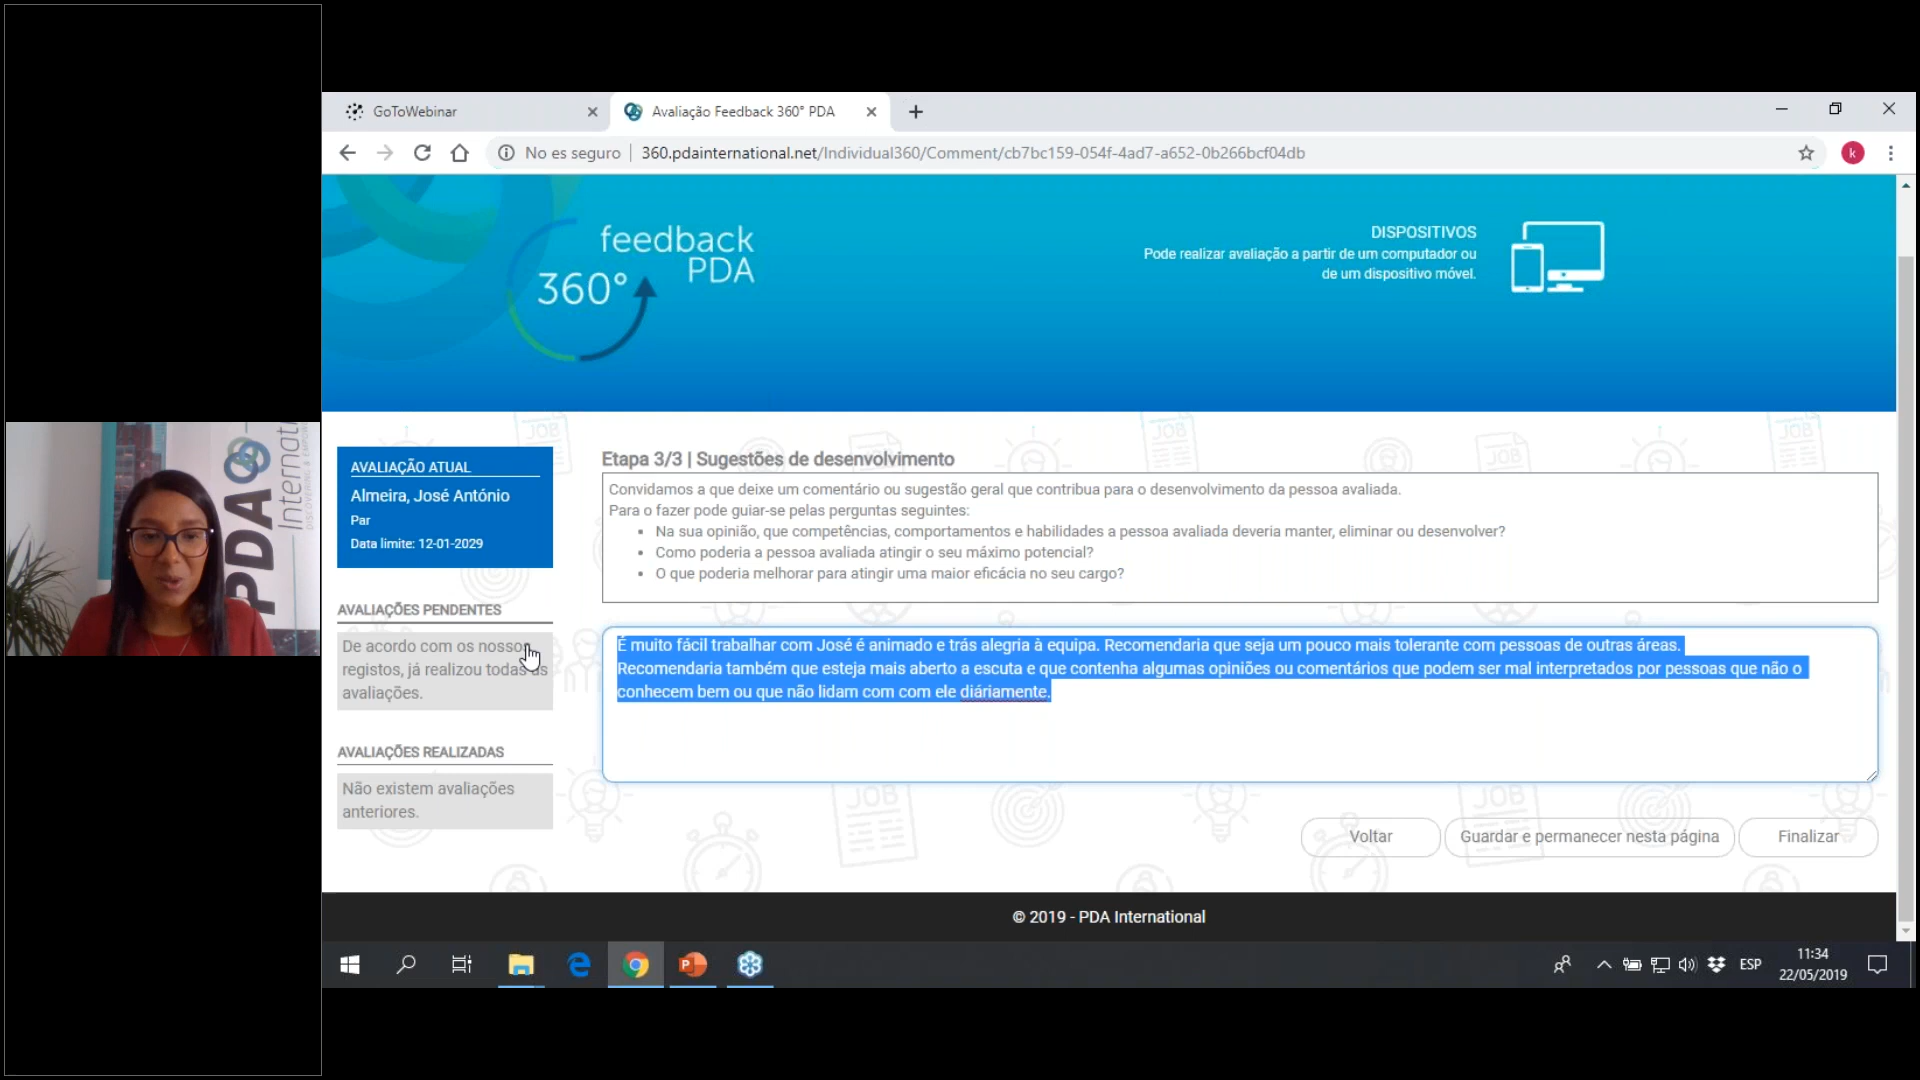 GoToWebinar
Avaliação Feedback 360° PDA
No es seguro
360.pdainternational.net/Individual360/Comment/cb7bc159-054f-4ad7-a652-0b266bcf04db
k
feedback
PDA
360°
DISPOSITIVOS
Pode realizar avaliação a partir de um computador ou
de um dispositivo móvel.
PDA
Internati
AVALIAÇÃO ATUAL
Almeira, José António
Par
Data limite: 12-01-2029
AVALIAÇÕES PENDENTES
De acordo com os nossos
registos, já realizou todas as
avaliações.
AVALIAÇÕES REALIZADAS
Não existem avaliações
anteriores.
Etapa 3/3 | Sugestões de desenvolvimento
Convidamos a que deixe um comentário ou sugestão geral que contribua para o desenvolvimento da pessoa avaliada.
Para o fazer pode guiar-se pelas perguntas seguintes:
Na sua opinião, que competências, comportamentos e habilidades a pessoa avaliada deveria manter, eliminar ou desenvolver?
Como poderia a pessoa avaliada atingir o seu máximo potencial?
O que poderia melhorar para atingir uma maior eficácia no seu cargo?
É muito fácil trabalhar com José é animado e trás alegria à equipa. Recomendaria que seja um pouco mais tolerante com pessoas de outras áreas.
Recomendaria também que esteja mais aberto a escuta e que contenha algumas opiniões ou comentários que podem ser mal interpretados por pessoas que não o
conhecem bem ou que não lidam com com ele diáriamente.
JOB
JOB
JOB
JOB
JOB
JOB
Voltar
Guardar e permanecer nesta página
Finalizar
© 2019 - PDA International
ESP
11:34
22/05/2019